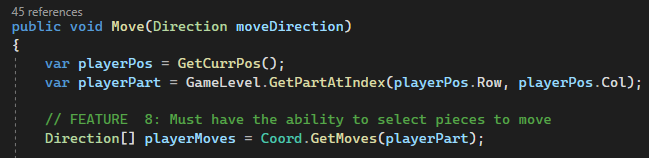 45 references
public void Move(Direction moveDirection)
{
var playerPos = GetCurrPos();
var playerPart = GameLevel.GetPartAtIndex(playerPos.Row, playerPos.Col);
// FEATURE  8: Must have the ability to select pieces to move
Direction[] playerMoves = Coord.GetMoves(playerPart);